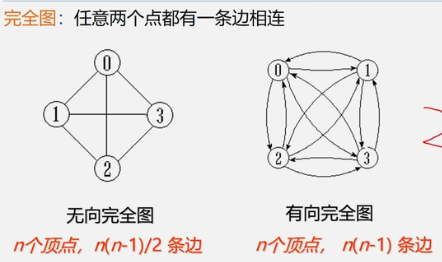 完全图：任意两个点都有一条边相连
0
1
3
2
0
1
2
3
无向完全图
有向完全图
n个顶点，n(n-1)/2 条边
n个顶点， n(n-1) 条边